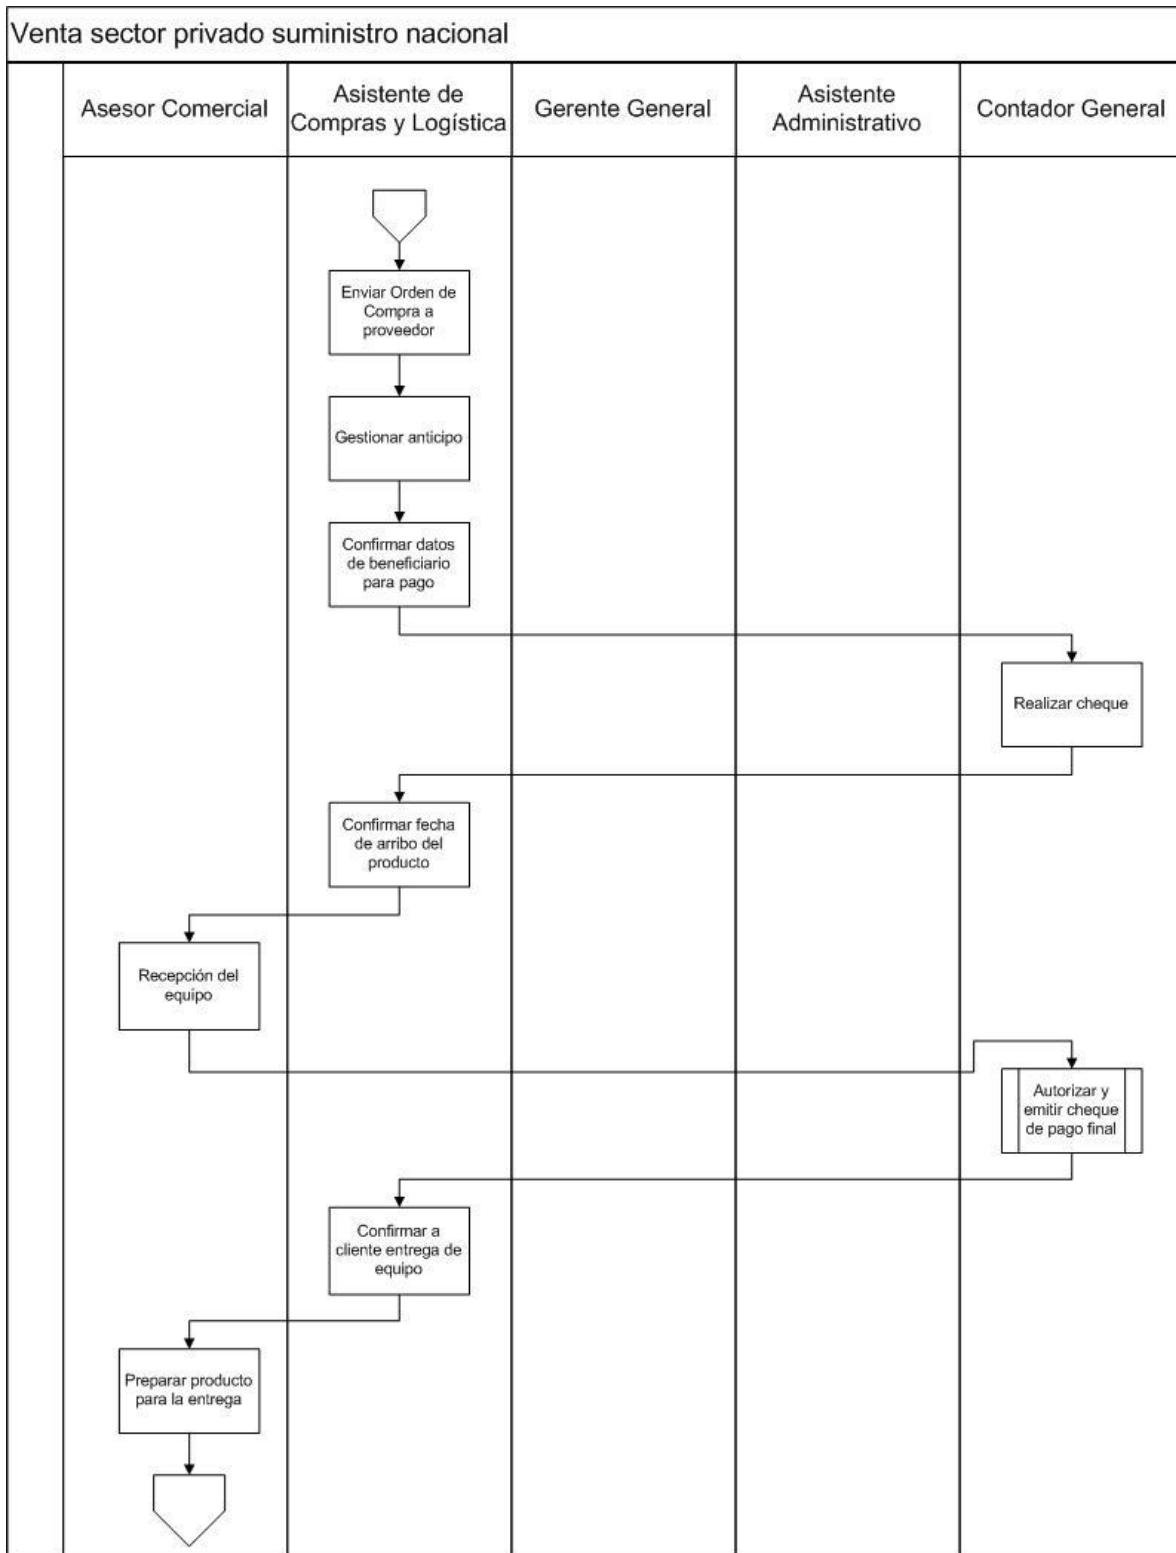 Venta sector privado suministro nacional
Asesor Comercial
Asistente de
Compras y Logística
Gerente General
Asistente
Administrativo
Contador General
Enviar Orden de
Compra a
proveedor
Gestionar anticipo
Confirmar datos
de beneficiario
para pago
Realizar cheque
Confirmar fecha
de arribo del
producto
Recepción del
equipo
Autorizar y
emitir cheque
de pago final
Confirmar a
cliente entrega de
equipo
Preparar producto
para la entrega